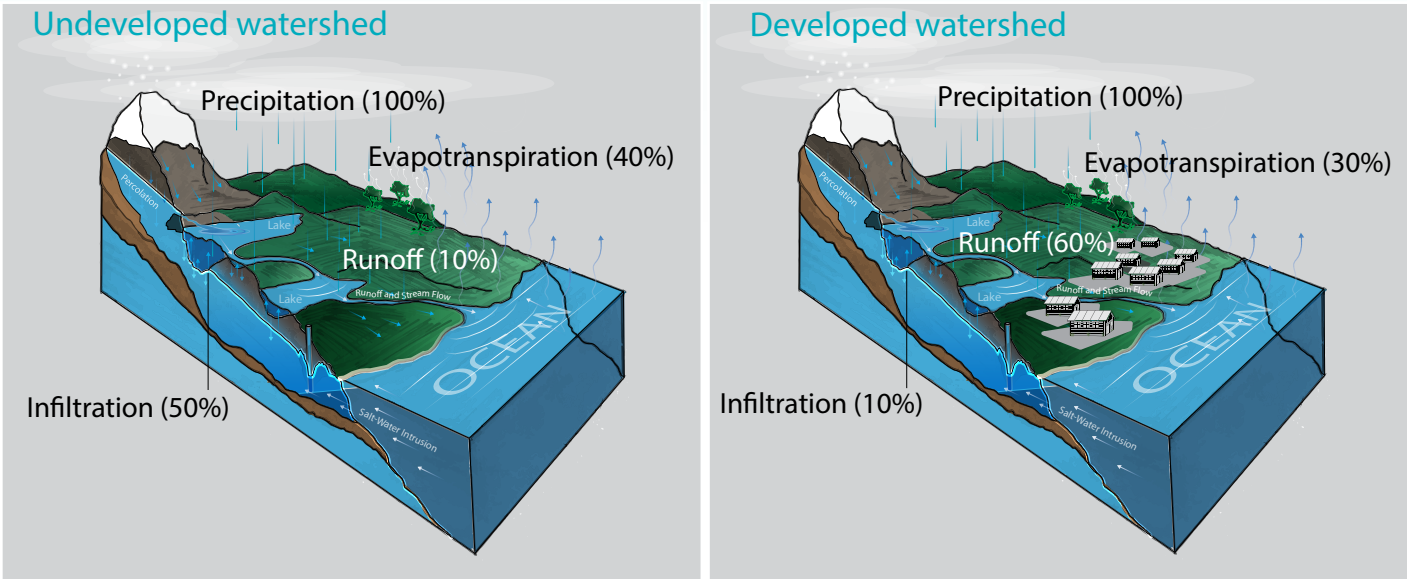 Undeveloped watershed
Precipitation (100%)
Evapotranspiration (40%)
Percolation
Lake
Runoff (10%)
Lake
Runoff and Stream Flow
OCEAN
Infiltration (50%)
Salt-Water Intrusion
Developed watershed
Precipitation (100%)
Evapotranspiration (30%)
Percolation
Lake
Runoff (60%)
Lake
Runoff and Stream Flow
OCEAN
Infiltration (10%)
Salt-Water Intrusion